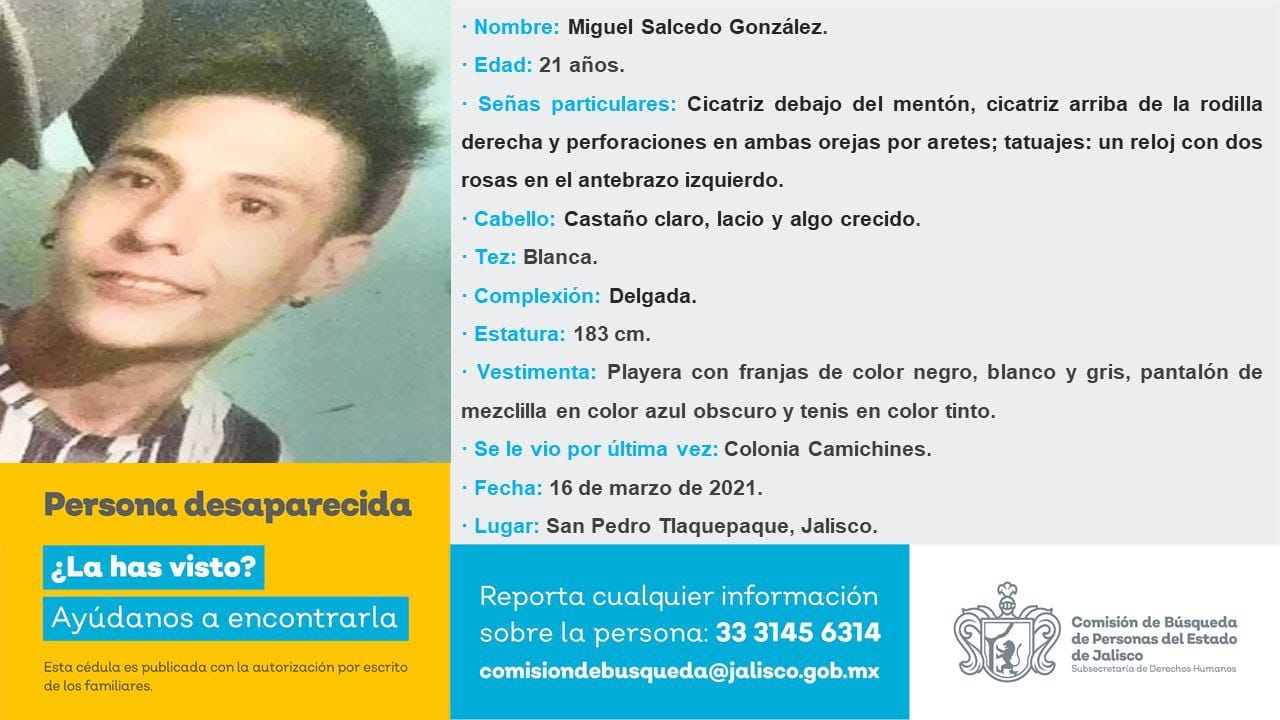 · Nombre: Miguel Salcedo González.
· Edad: 21 años.
· Señas particulares: Cicatriz debajo del mentón, cicatriz arriba de la rodilla
derecha y perforaciones en ambas orejas por aretes; tatuajes: un reloj con dos
rosas en el antebrazo izquierdo.
· Cabello: Castaño claro, lacio y algo crecido.
· Tez: Blanca.
· Complexión: Delgada.
· Estatura: 183 cm.
· Vestimenta: Playera con franjas de color negro, blanco y gris, pantalón de
mezclilla en color azul obscuro y tenis en color tinto.
· Se le vio por última vez: Colonia Camichines.
· Fecha: 16 de marzo de 2021.
· Lugar: San Pedro Tlaquepaque, Jalisco.
Persona desaparecida
¿La has visto?
Ayúdanos a encontrarla
Esta cédula es publicada con la autorización por escrito
de los familiares.
Reporta cualquier información
sobre la persona: 33 3145 6314
comisiondebusqueda@jalisco.gob.mx
Comisión de Búsqueda
de Personas del Estado
de Jalisco
Subsecretaría de Derechos Humanos